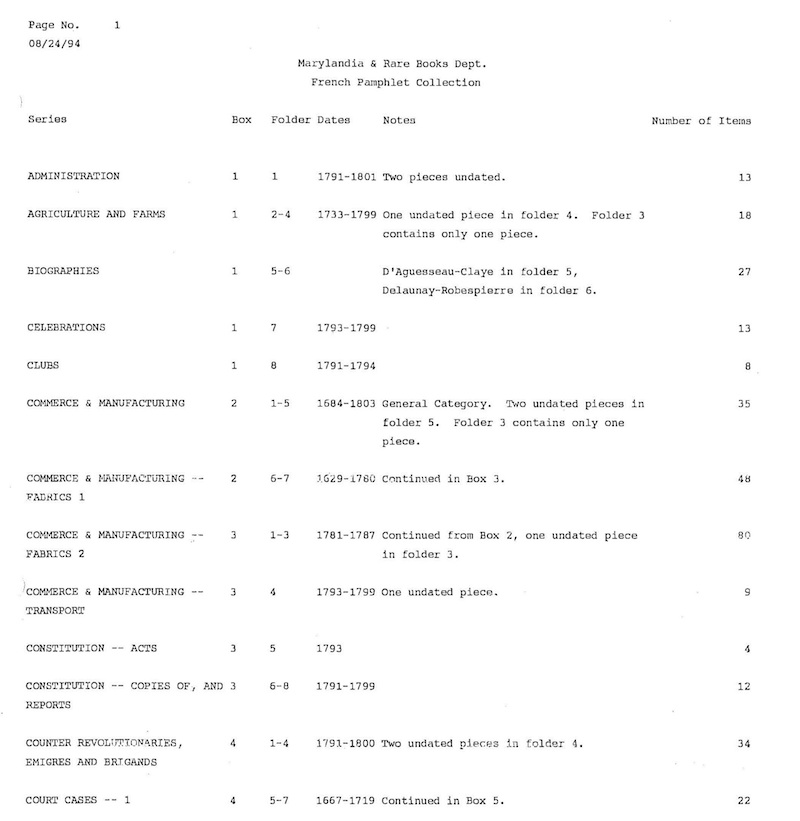 Page No. 1
08/24/94
Marylandia & Rare Books Dept.
French Pamphlet Collection
Series Box Folder Dates Notes Number of Items
ADMINISTRATION 1 1 1791-1801 Two pieces undated. 13
AGRICULTURE AND FARMS 1 2-4 1733-1799 One undated piece in folder 4. Folder 3 18
contains only one piece.
BIOGRAPHIES 1 5-6 D'Aguesseau-Claye in folder 5, 27
Delaunay-Robespierre in folder 6.
CELEBRATIONS 1 7 1793-1799 13
CLUBS 1 8 1791-1794 8
COMMERCE & MANUFACTURING 2 1-5 1684-1803 General Category. Two undated pieces in 35
folder 5. Folder 3 contains only one
piece.
COMMERCE & MANUFACTURING -- 2 6-7 1629-1780 Continued in Box 3. 48
FABRICS 1
COMMERCE & MANUFACTURING -- 3 1-3 1781-1787 Continued from Box 2, one undated piece 80
FABRICS 2 in folder 3.
COMMERCE & MANUFACTURING -- 3 4 1793-1799 One undated piece. 9
TRANSPORT
CONSTITUTION -- ACTS 3 5 1793 4
CONSTITUTION -- COPIES OF, AND 3 6-8 1791-1799 12
REPORTS
COUNTER REVOLUTIONARIES, 4 1-4 1791-1800 Two undated pieces in folder 4. 34
EMIGRES AND BRIGANDS
COURT CASES -- 1 4 5-7 1667-1719 Continued in Box 5. 22